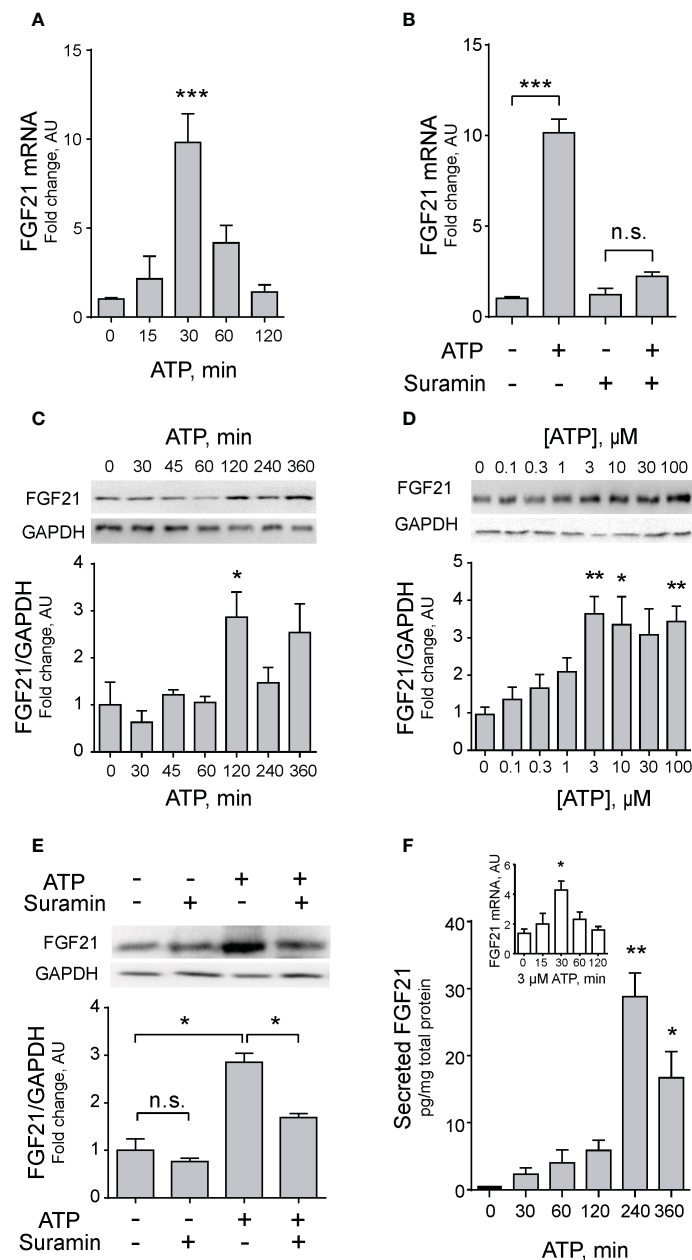 A
15
10
5
0
FGF21 mRNA
Fold change, AU
***
0 15 30 60 120
ATP, min
B
15
10
5
0
FGF21 mRNA
Fold change, AU
***
n.s.
ATP - + - +
Suramin - - + +
C
ATP, min
0 30 45 60 120 240 360
FGF21
GAPDH
4
3
2
1
0
FGF21/GAPDH
Fold change, AU
*
0 30 45 60 120 240 360
ATP, min
D
[ATP], µM
0 0.1 0.3 1 3 10 30 100
FGF21
GAPDH
5
4
3
2
1
0
FGF21/GAPDH
Fold change, AU
** * **
0 0.1 0.3 1 3 10 30 100
[ATP], µM
E
ATP - - + +
Suramin - + - +
FGF21
GAPDH
4
3
2
1
0
FGF21/GAPDH
Fold change, AU
* *
n.s.
ATP - - + +
Suramin - + - +
F
6
4
2
0
FGF21 mRNA, AU
*
0 15 30 60 120
3 µM ATP, min
40
30
20
10
0
Secreted FGF21
pg/mg total protein
**
*
0 30 60 120 240 360
ATP, min